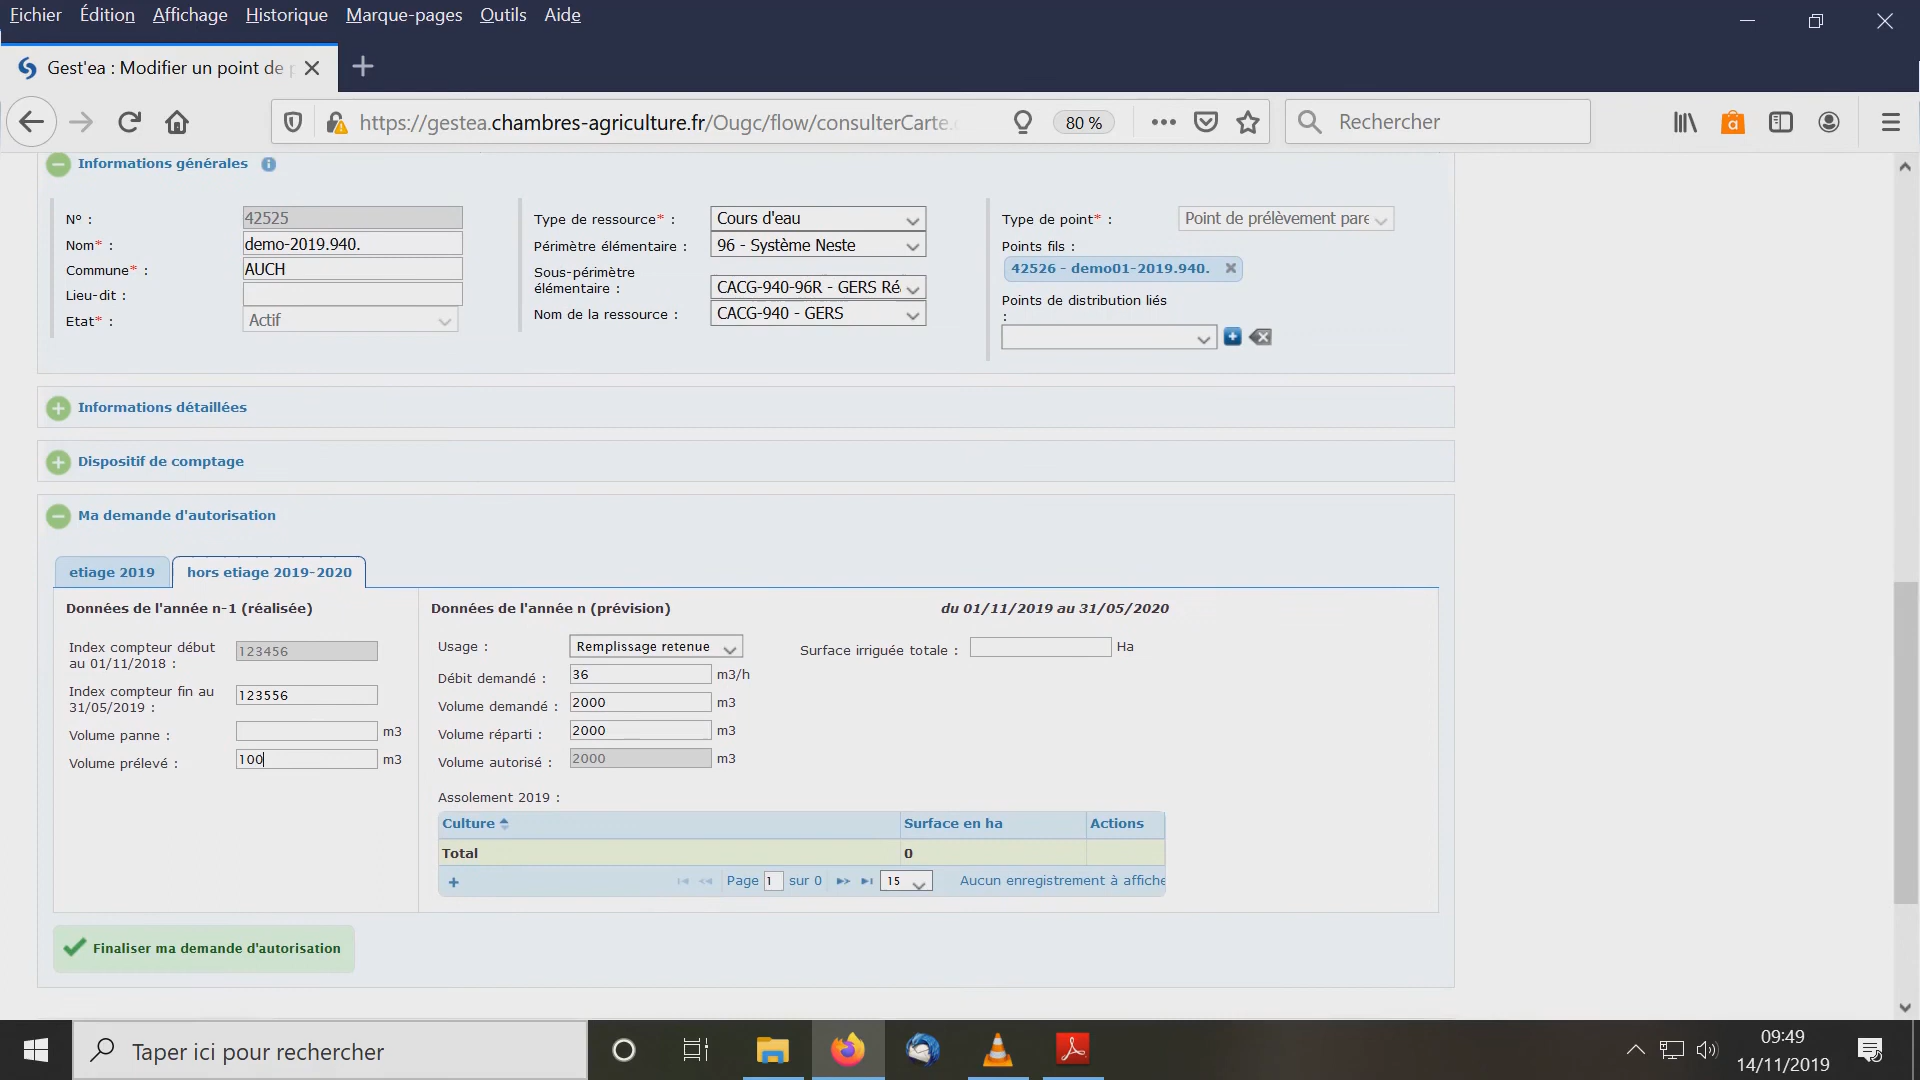 Fichier Édition Affichage Historique Marque-pages Outils Aide
Gest'ea : Modifier un point de
https://gestea.chambres-agriculture.fr/Ougc/flow/consulterCarte.
80 %
Rechercher
Informations générales
N° : 42525
Nom* : demo-2019.940.
Commune* : AUCH
Lieu-dit :
Etat* : Actif
Type de ressource* : Cours d'eau
Périmètre élémentaire : 96 - Système Neste
Sous-périmètre
élémentaire : CACG-940-96R - GERS Ré
Nom de la ressource : CACG-940 - GERS
Type de point* : Point de prélèvement pare
Points fils :
42526 - demo01-2019.940.
Points de distribution liés
:
Informations détaillées
Dispositif de comptage
Ma demande d'autorisation
etiage 2019 hors etiage 2019-2020
Données de l'année n-1 (réalisée)
Index compteur début
au 01/11/2018 : 123456
Index compteur fin au
31/05/2019 : 123556
Volume panne : m3
Volume prélevé : 100 m3
Données de l'année n (prévision) du 01/11/2019 au 31/05/2020
Usage : Remplissage retenue
Débit demandé : 36 m3/h
Volume demandé : 2000 m3
Volume réparti : 2000 m3
Volume autorisé : 2000 m3
Surface irriguée totale : Ha
Assolement 2019 :
Culture Surface en ha Actions
Total 0
Page 1 sur 0 15 Aucun enregistrement à affiche
Finaliser ma demande d'autorisation
Taper ici pour rechercher
09:49
14/11/2019